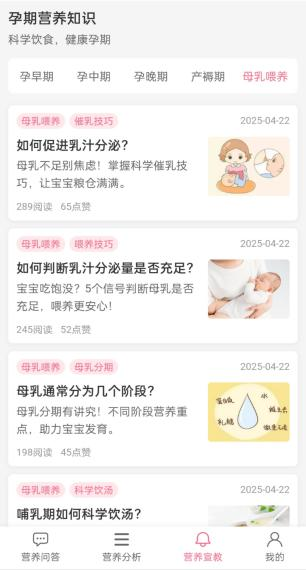 孕期营养知识
科学饮食，健康孕期
孕早期 孕中期 孕晚期 产褥期 母乳喂养
母乳喂养 催乳技巧 2025-04-22
如何促进乳汁分泌？
母乳不足别焦虑！掌握科学催乳技
巧，让宝宝粮仓满满。
289阅读 65点赞
母乳喂养 喂养技巧 2025-04-22
如何判断乳汁分泌量是否充足？
宝宝吃饱没？5个信号判断母乳是否
充足，喂养更安心！
245阅读 52点赞
母乳喂养 母乳分期 2025-04-22
母乳通常分为几个阶段？
母乳分期有讲究！不同阶段营养重
点，助力宝宝发育。
水
乳糖
198阅读 45点赞
母乳喂养 科学饮汤 2025-04-22
哺乳期如何科学饮汤？
营养问答 营养分析 营养宣教 我的